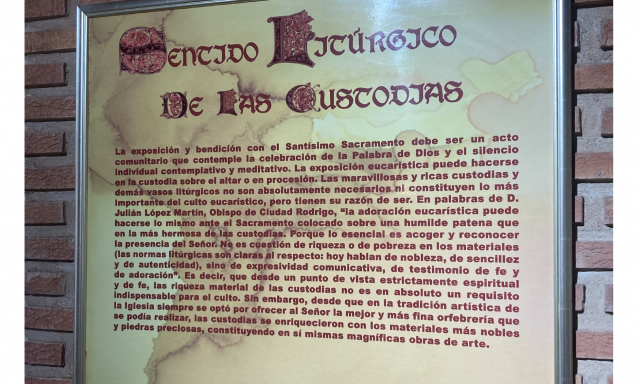 Sentido Litúrgico
De Las Custodias
La exposición y bendición con el Santísimo Sacramento debe ser un acto
comunitario que contemple la celebración de la Palabra de Dios y el silencio
individual contemplativo y meditativo. La exposición eucarística puede hacerse
en la custodia sobre el altar o en procesión. Las maravillosas y ricas custodias y
demás vasos litúrgicos no son absolutamente necesarios ni constituyen lo más
importante del culto eucarístico, pero tienen su razón de ser. En palabras de D.
Julián López Martín, Obispo de Ciudad Rodrigo, "la adoración eucarística puede
hacerse lo mismo ante el Sacramento colocado sobre una humilde patena que
en la más hermosa de las custodias. Porque lo esencial es acoger y reconocer
la presencia del Señor. No es cuestión de riqueza o de pobreza en los materiales
(las normas litúrgicas son claras al respecto: hoy hablan de nobleza, de sencillez
y de autenticidad), sino de expresividad comunicativa, de testimonio de fe y
de adoración". Es decir, que desde un punto de vista estrictamente espiritual
y de fe, las riqueza material de las custodias no es en absoluto un requisito
indispensable para el culto. Sin embargo, desde que en la tradición artística de
la Iglesia siempre se optó por ofrecer al Señor la mejor y más fina orfebrería que
se podía realizar, las custodias se enriquecieron con los materiales más nobles
y piedras preciosas, constituyendo en sí mismas magníficas obras de arte.